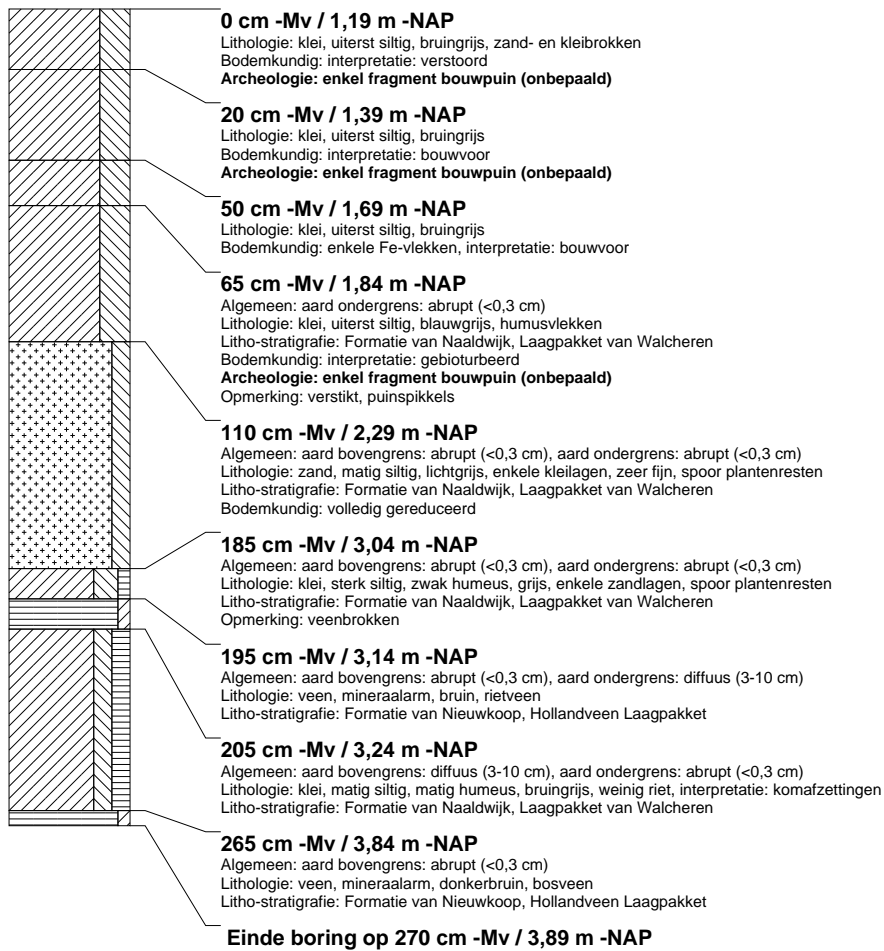 0 cm -Mv / 1,19 m -NAP
Lithologie: klei, uiterst siltig, bruingrijs, zand- en kleibrokken
Bodemkundig: interpretatie: verstoord
Archeologie: enkel fragment bouwpuin (onbepaald)
20 cm -Mv / 1,39 m -NAP
Lithologie: klei, uiterst siltig, bruingrijs
Bodemkundig: interpretatie: bouwvoor
Archeologie: enkel fragment bouwpuin (onbepaald)
50 cm -Mv / 1,69 m -NAP
Lithologie: klei, uiterst siltig, bruingrijs
Bodemkundig: enkele Fe-vlekken, interpretatie: bouwvoor
65 cm -Mv / 1,84 m -NAP
Algemeen: aard ondergrens: abrupt (<0,3 cm)
Lithologie: klei, uiterst siltig, blauwgrijs, humusvlekken
Litho-stratigrafie: Formatie van Naaldwijk, Laagpakket van Walcheren
Bodemkundig: interpretatie: gebioturbeerd
Archeologie: enkel fragment bouwpuin (onbepaald)
Opmerking: verstikt, puinspikkels
110 cm -Mv / 2,29 m -NAP
Algemeen: aard bovengrens: abrupt (<0,3 cm), aard ondergrens: abrupt (<0,3 cm)
Lithologie: zand, matig siltig, lichtgrijs, enkele kleilagen, zeer fijn, spoor plantenresten
Litho-stratigrafie: Formatie van Naaldwijk, Laagpakket van Walcheren
Bodemkundig: volledig gereduceerd
185 cm -Mv / 3,04 m -NAP
Algemeen: aard bovengrens: abrupt (<0,3 cm), aard ondergrens: abrupt (<0,3 cm)
Lithologie: klei, sterk siltig, zwak humeus, grijs, enkele zandlagen, spoor plantenresten
Litho-stratigrafie: Formatie van Naaldwijk, Laagpakket van Walcheren
Opmerking: veenbrokken
195 cm -Mv / 3,14 m -NAP
Algemeen: aard bovengrens: abrupt (<0,3 cm), aard ondergrens: diffuus (3-10 cm)
Lithologie: veen, mineraalarm, bruin, rietveen
Litho-stratigrafie: Formatie van Nieuwkoop, Hollandveen Laagpakket
205 cm -Mv / 3,24 m -NAP
Algemeen: aard bovengrens: diffuus (3-10 cm), aard ondergrens: abrupt (<0,3 cm)
Lithologie: klei, matig siltig, matig humeus, bruingrijs, weinig riet, interpretatie: komafzettingen
Litho-stratigrafie: Formatie van Naaldwijk, Laagpakket van Walcheren
265 cm -Mv / 3,84 m -NAP
Algemeen: aard bovengrens: abrupt (<0,3 cm)
Lithologie: veen, mineraalarm, donkerbruin, bosveen
Litho-stratigrafie: Formatie van Nieuwkoop, Hollandveen Laagpakket
Einde boring op 270 cm -Mv / 3,89 m -NAP